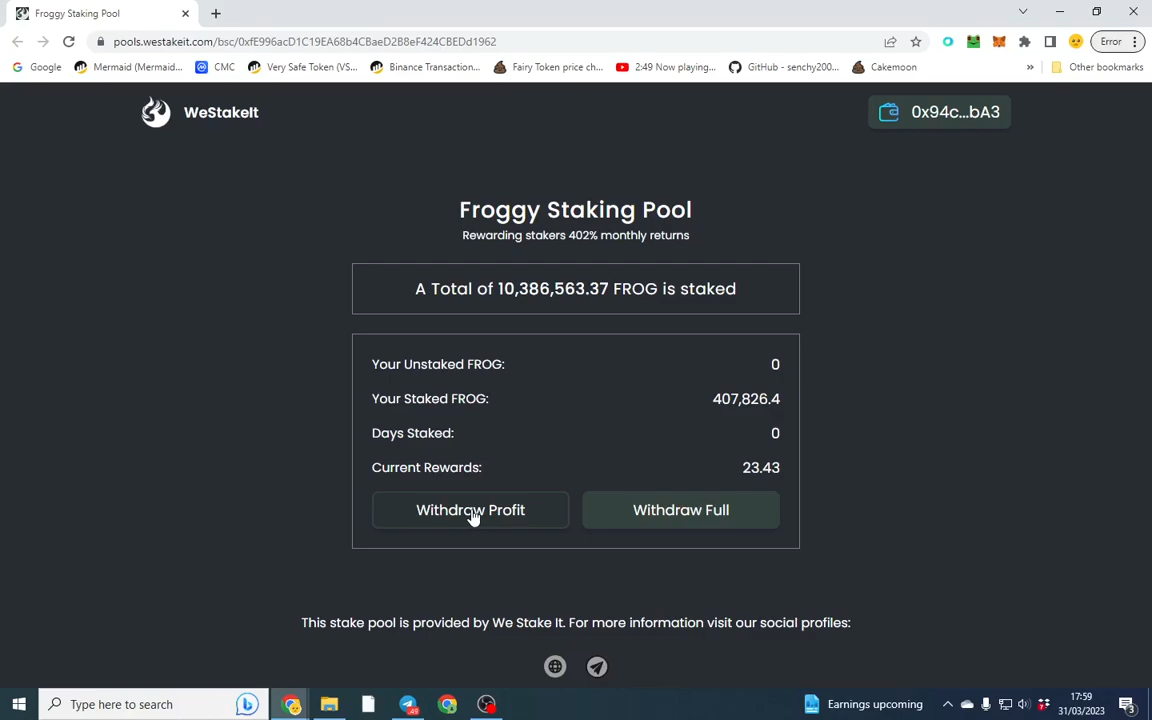 Froggy Staking Pool
pools.westakeit.com/bsc/0xfE996acD1C19EA68b4CBaeD2B8eF424CBEDd1962
Error
Google
Mermaid (Mermaid...
CMC
Very Safe Token (VS...
Binance Transaction...
Fairy Token price ch...
2:49 Now playing...
GitHub - senchy200...
Cakemoon
»
Other bookmarks
WeStakeIt
0x94c...bA3
Froggy Staking Pool
Rewarding stakers 402% monthly returns
A Total of 10,386,563.37 FROG is staked
Your Unstaked FROG: 0
Your Staked FROG: 407,826.4
Days Staked: 0
Current Rewards: 23.43
Withdraw Profit
Withdraw Full
This stake pool is provided by We Stake It. For more information visit our social profiles:
Type here to search
49
Earnings upcoming
17:59
31/03/2023
3